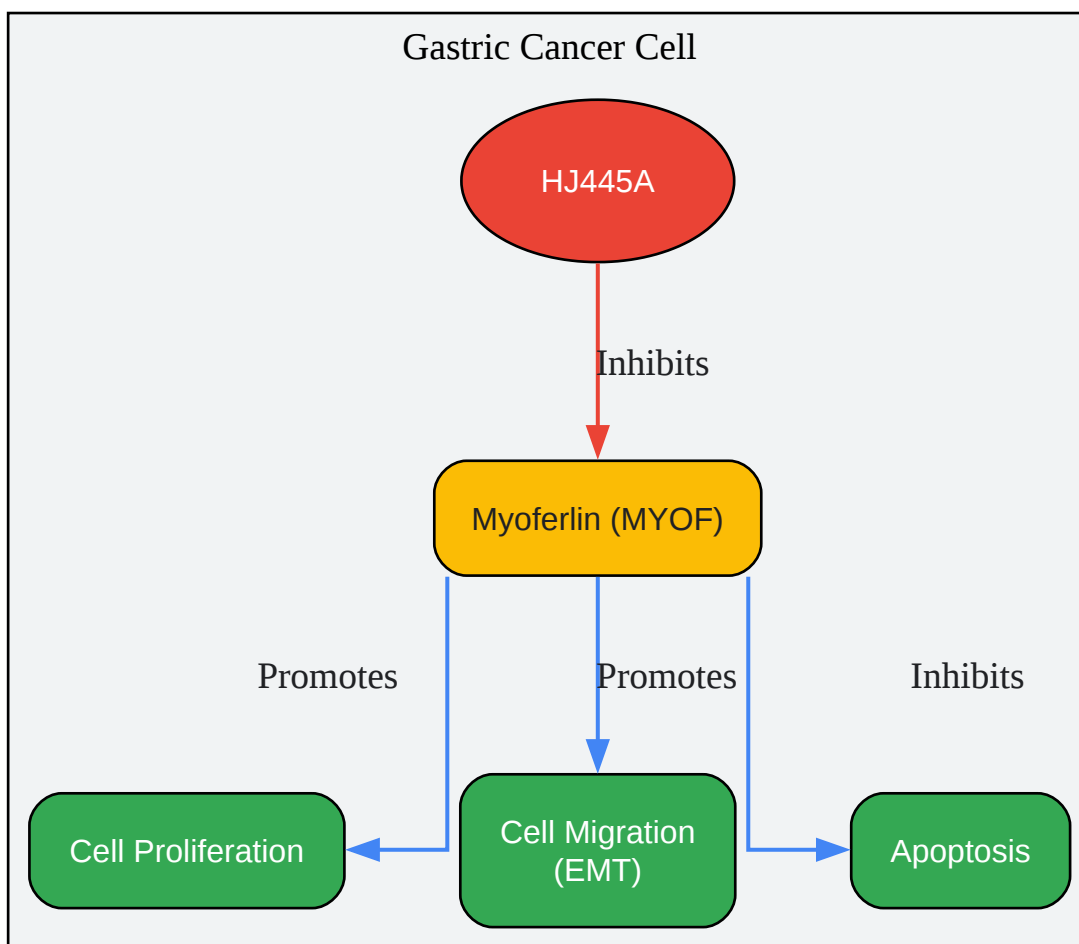 Gastric Cancer Cell
HJ445A
Inhibits
Myoferlin (MYOF)
Promotes
Promotes
Inhibits
Cell Proliferation
Cell Migration
(EMT)
Apoptosis